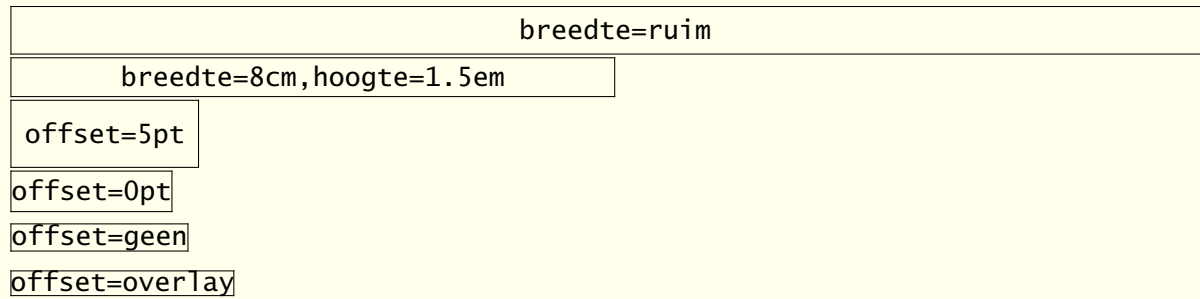 breedte=ruim
breedte=8cm,hoogte=1.5em
offset=5pt
offset=0pt
offset=geen
offset=overlay